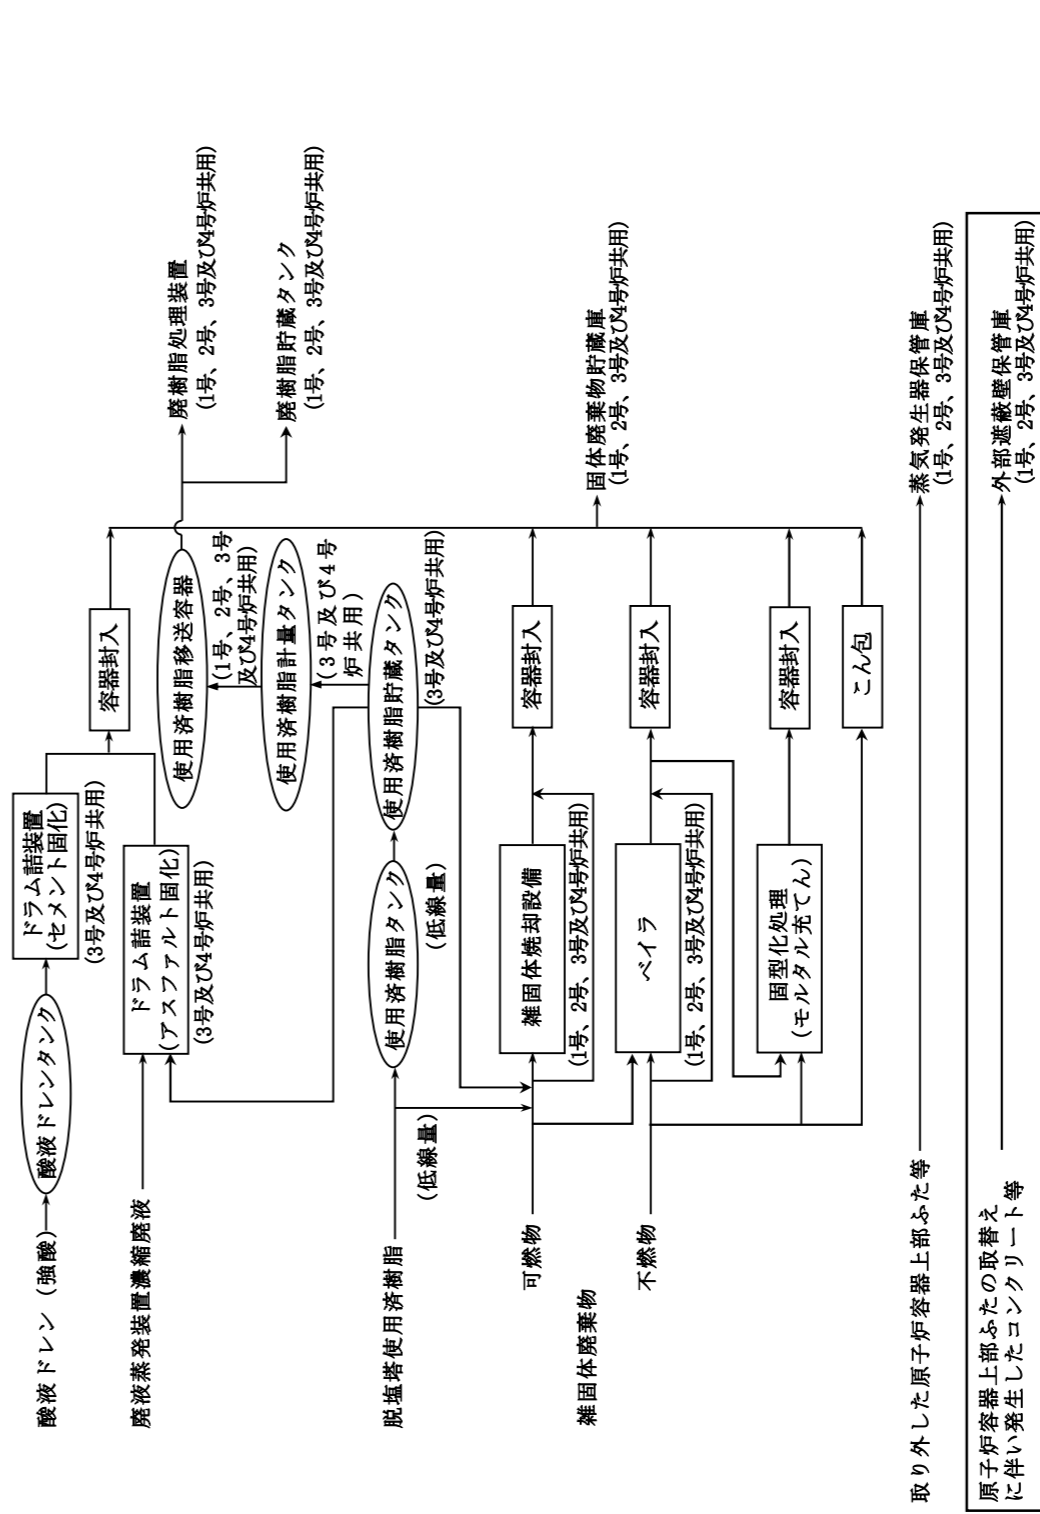 酸液ドレン（強酸）
酸液ドレンタンク
ドラム詰装置
(セメント固化)
(3号及び4号炉共用)
容器封入
廃液蒸発装置濃縮廃液
ドラム詰装置
(アスファルト固化)
(3号及び4号炉共用)
使用済樹脂移送容器
(1号、2号、3号
及び4号炉共用)
廃樹脂処理装置
(1号、2号、3号及び4号炉共用)
使用済樹脂計量タンク
(3号及び4号
炉共用)
廃樹脂貯蔵タンク
(1号、2号、3号及び4号炉共用)
脱塩塔使用済樹脂
使用済樹脂タンク
使用済樹脂貯蔵タンク
(3号及び4号炉共用)
(低線量)
(低線量)
雑固体廃棄物
可燃物
雑固体焼却設備
(1号、2号、3号及び4号炉共用)
容器封入
固体廃棄物貯蔵庫
(1号、2号、3号及び4号炉共用)
不燃物
ベイラ
(1号、2号、3号及び4号炉共用)
容器封入
固型化処理
(モルタル充てん)
容器封入
こん包
取り外した原子炉容器上部ふた等
蒸気発生器保管庫
(1号、2号、3号及び4号炉共用)
原子炉容器上部ふたの取替え
に伴い発生したコンクリート等
外部遮蔽壁保管庫
(1号、2号、3号及び4号炉共用)